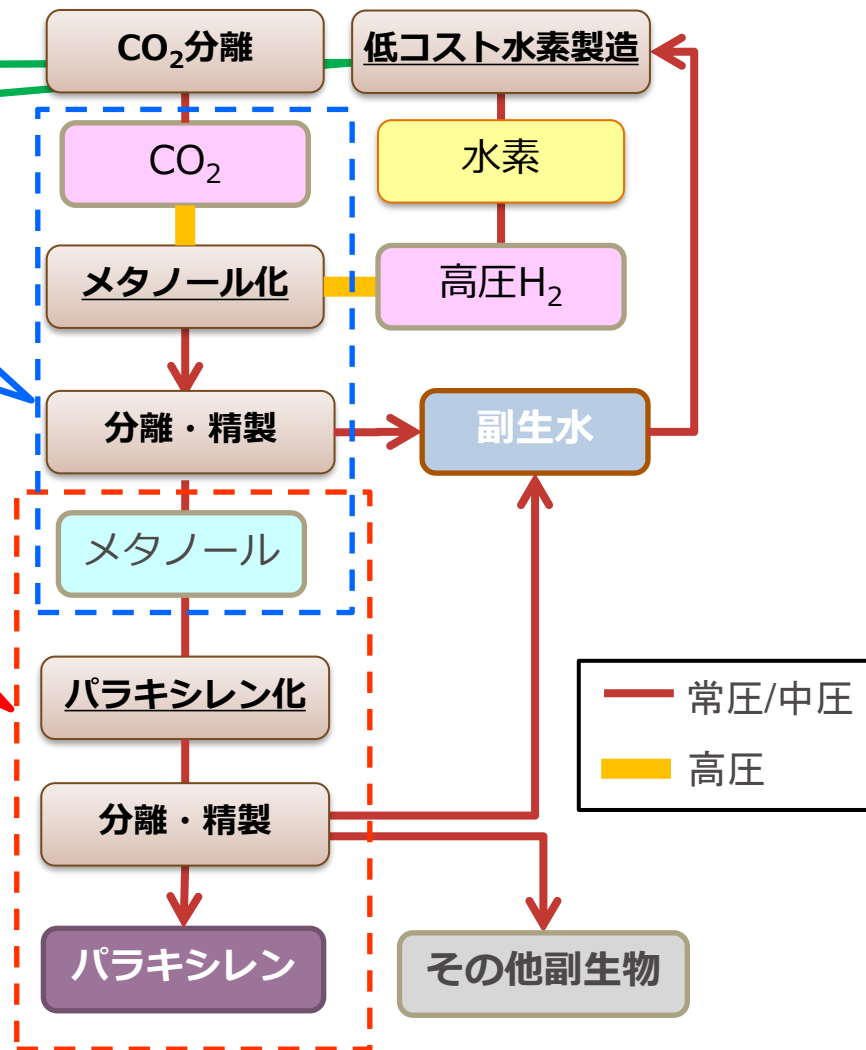 CO₂分離
低コスト水素製造
CO₂
水素
メタノール化
高圧H₂
分離・精製
副生水
メタノール
パラキシレン化
常圧/中圧
高圧
分離・精製
パラキシレン
その他副生物